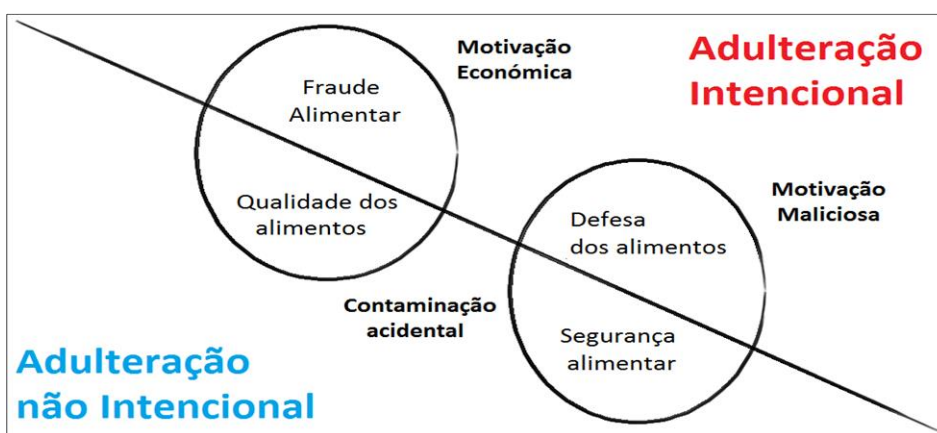 Motivação
Económica
Adulteração
Intencional
Fraude
Alimentar
Qualidade dos
alimentos
Motivação
Maliciosa
Defesa
dos alimentos
Contaminação
acidental
Segurança
alimentar
Adulteração
não Intencional